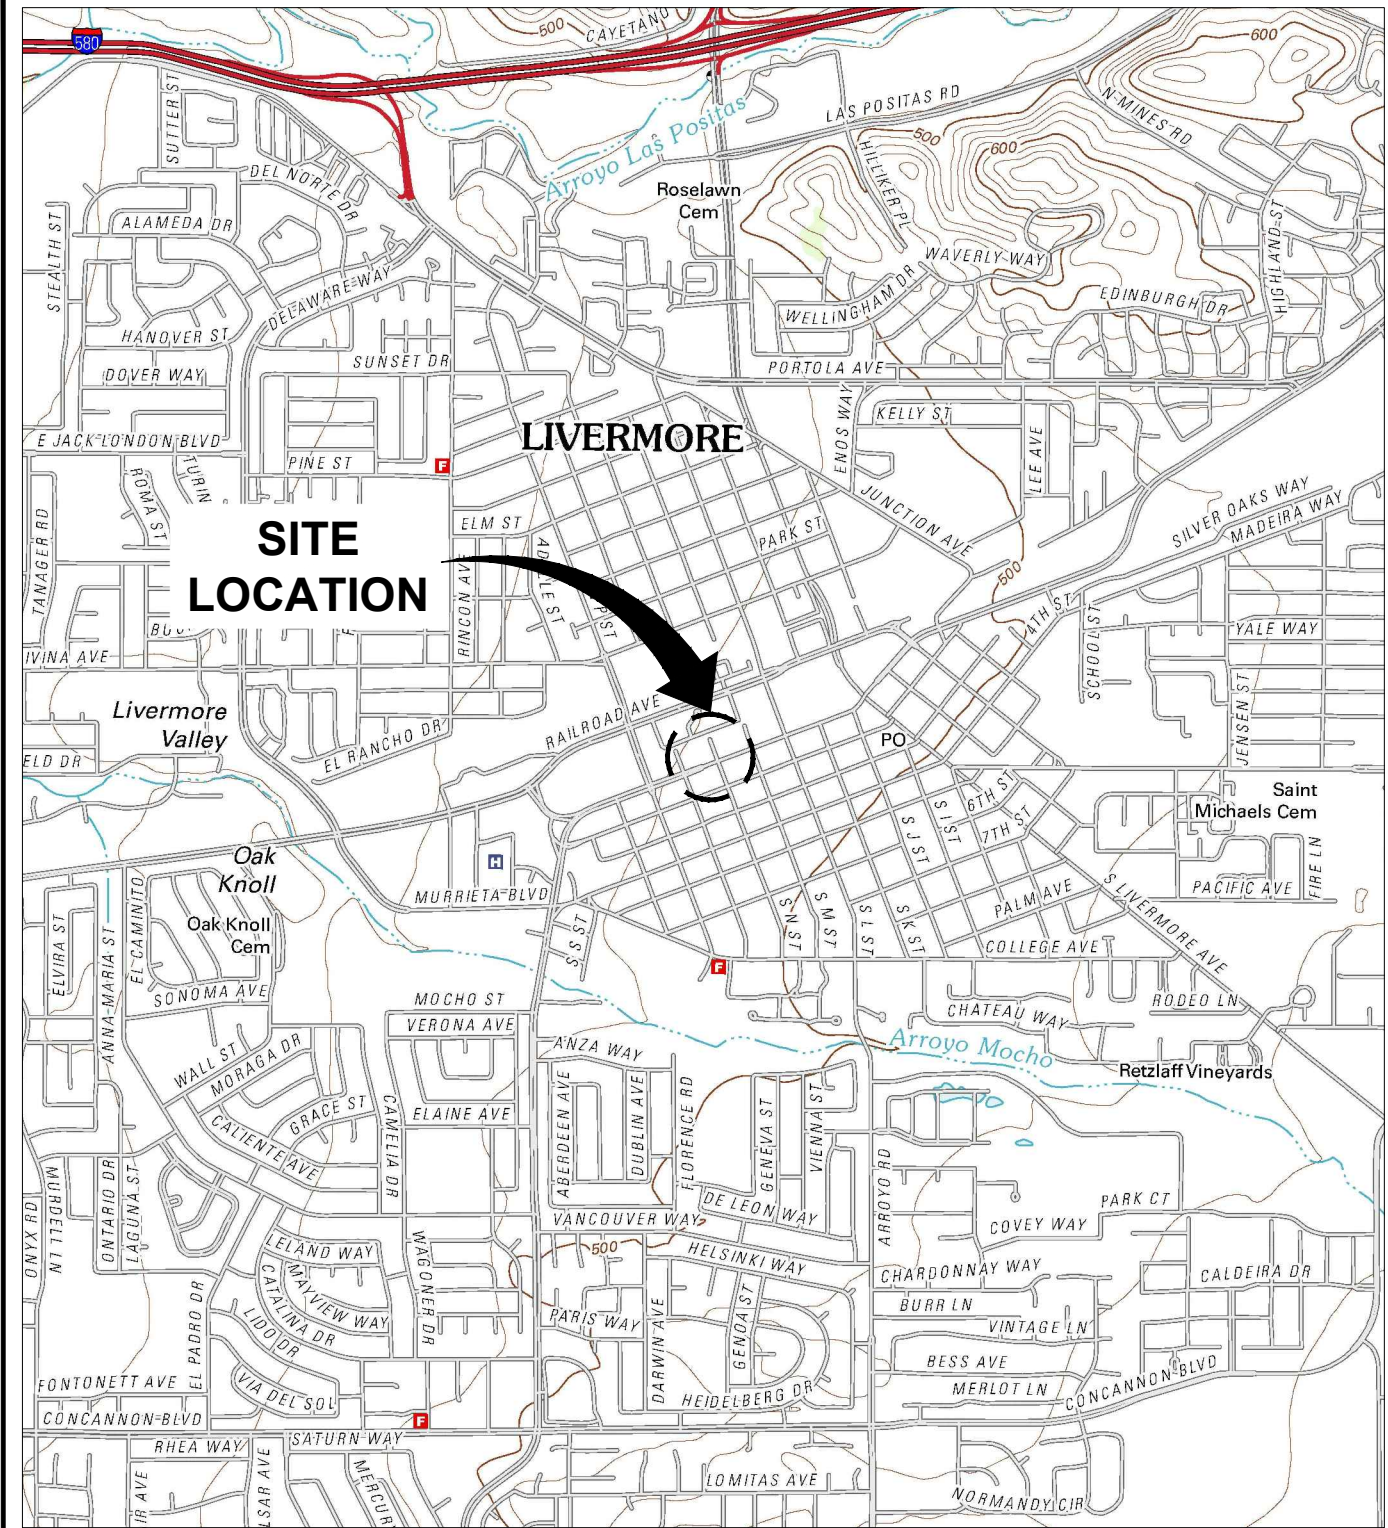 580
500
CAYETANO
600
SUTTER ST
LAS POSITAS RD
N MINES RD
Arroyo Las Positas
500
600
DEL NORTE DR
HILLIKER PL
Roselawn
Cem
ALAMEDA DR
STEALTH ST
HIGHLAND ST
WAVERLY WAY
DELAWARE WAY
WELLINGHAM DR
EDINBURGH DR
HANOVER ST
SUNSET DR
DOVER WAY
PORTOLA AVE
ENOS WAY
KELLY ST
LIVERMORE
E JACK LONDON BLVD
LEE AVE
PINE ST
F
TURIN
ROMA ST
JUNCTION AVE
SILVER OAKS WAY
MADEIRA WAY
TANAGER RD
SITE
LOCATION
ELM ST
PARK ST
RINCON AVE
500
4TH ST
SCHOOL ST
YALE WAY
IVINA AVE
Livermore
Valley
RAILROAD AVE
EL RANCHO DR
PO
JENSEN ST
ELD DR
6TH ST
7TH ST
S I ST
S J ST
Saint
Michaels Cem
FIRE LN
Oak
Knoll
H
MURRIETA BLVD
PACIFIC AVE
PALM AVE
S LIVERMORE AVE
S N ST
S M ST
S L ST
S K ST
S S ST
Oak Knoll
Cem
ELVIRA ST
ANNA MARIA ST
EL CAMINITO
COLLEGE AVE
F
SONOMA AVE
MOCHO ST
VERONA AVE
CHATEAU WAY
RODEO LN
Arroyo Mocho
ANZA WAY
WALL ST
MORAGA DR
Retzlaff Vineyards
GRACE ST
ELAINE AVE
CALIENTE AVE
CAMELIA DR
ABERDEEN AVE
DUBLIN AVE
FLORENCE RD
GENEVA ST
VIENNA ST
ARROYO RD
ONYX RD
MURDELL LN
ONTARIO DR
LAGUNA ST
DE LEON WAY
PARK CT
VANCOUVER WAY
COVEY WAY
LELAND WAY
WAGONER DR
500
HELSINKI WAY
CHARDONNAY WAY
CALDEIRA DR
MAYVIEW WAY
CATALINA DR
LIDO DR
EL PADRO DR
PARIS WAY
DARWIN AVE
GENOA ST
BURR LN
VINTAGE LN
BESS AVE
MERLOT LN
CONCANNON BLVD
FONTONETT AVE
VIA DEL SOL
HEIDELBERG DR
CONCANNON BLVD
F
RHEA WAY
SATURN WAY
IR AVE
LSAR AVE
MERCUR
LOMITAS AVE
NORMANDY CIR